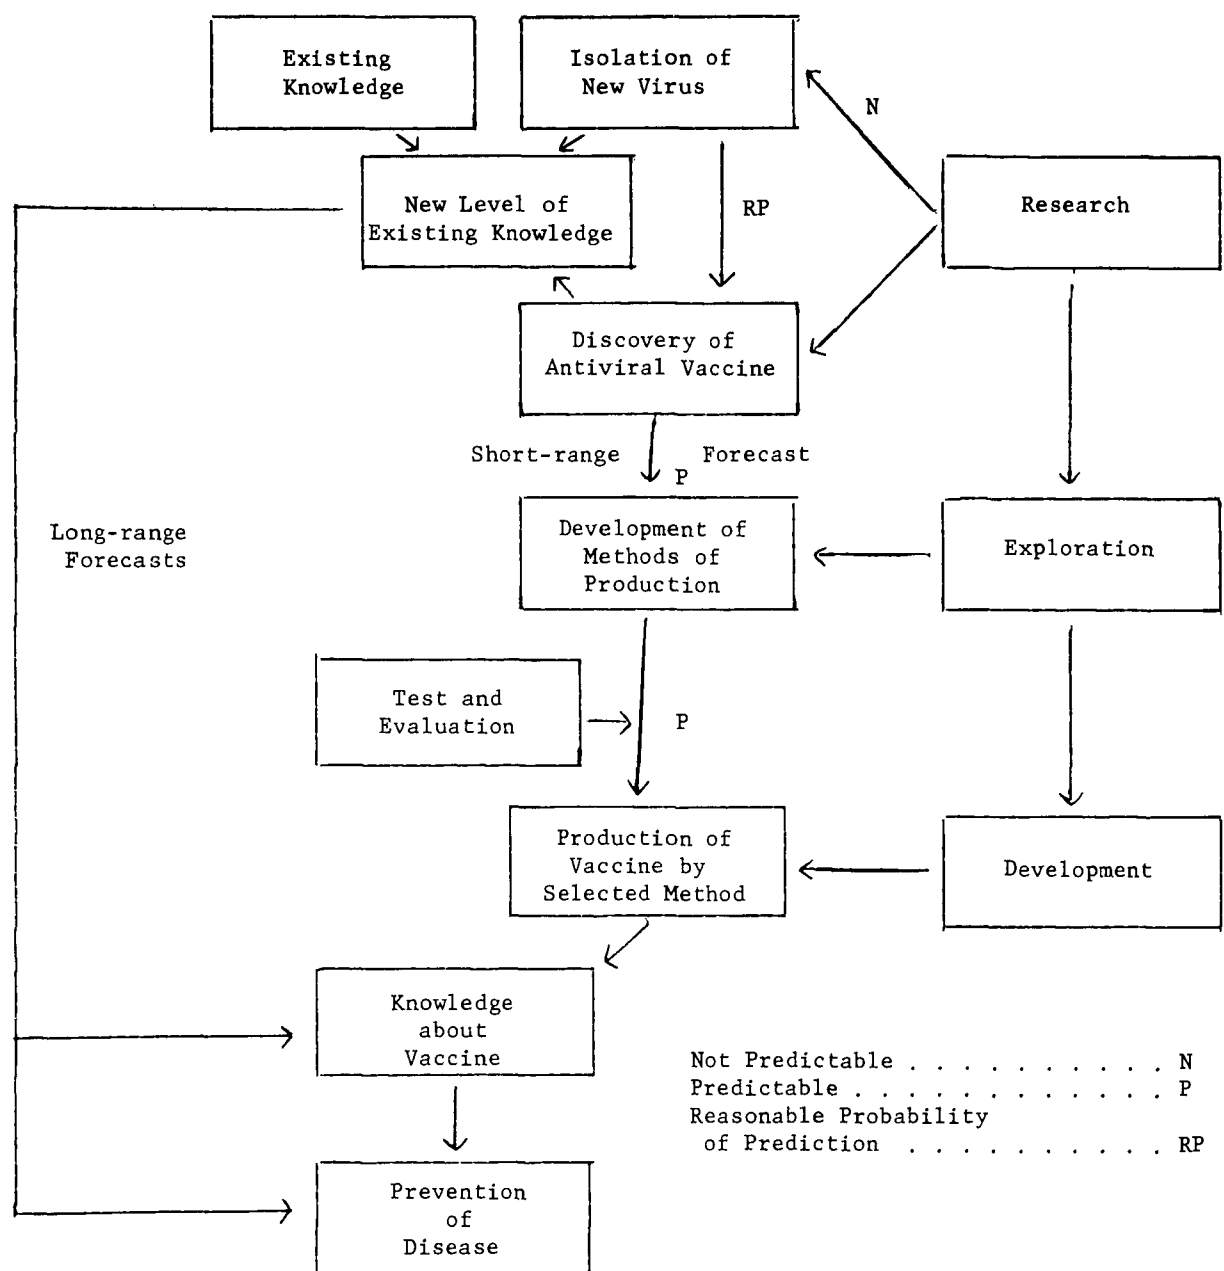 Existing
Knowledge
Isolation of
New Virus
N
New Level of
Existing Knowledge
RP
Research
Discovery of
Antiviral Vaccine
Short-range Forecast
P
Long-range
Forecasts
Development of
Methods of
Production
Exploration
Test and
Evaluation
P
Production of
Vaccine by
Selected Method
Development
Knowledge
about
Vaccine
Not Predictable . . . . . . . . . . N
Predictable . . . . . . . . . . . . P
Reasonable Probability
of Prediction . . . . . . . . . . RP
Prevention
of
Disease